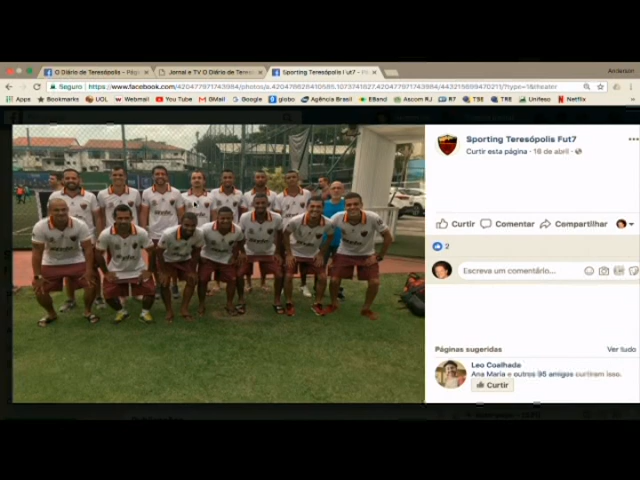 O Diário de Teresópolis – Pági
Jornal e TV O Diário de Teres
Sporting Teresópolis Fut7 - Pá
Anderson
Seguro
https://www.facebook.com/420477971743984/photos/a.420478628410585.1073741827.420477971743984/443215699470211/?type=1&theater
Apps
Bookmarks
UOL
Webmail
You Tube
GMail
Google
globo
Agência Brasil
EBand
Ascom RJ
R7
TSE
TRE
Unifeso
Netflix
Sporting Teresópolis Fut7
Curtir esta página · 16 de abril ·
Curtir
Comentar
Compartilhar
2
Escreva um comentário...
Páginas sugeridas
Ver tudo
Leo Coalhada
Ana Maria e outros 95 amigos curtiram isso.
Curtir